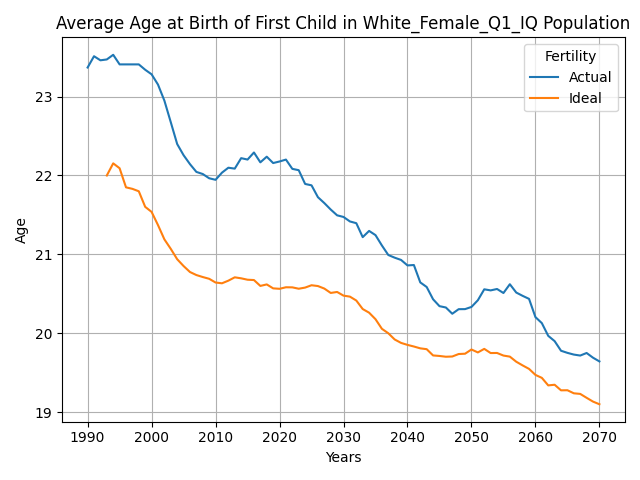 Average Age at Birth of First Child in White_Female_Q1_IQ Population
Fertility
Actual
Ideal
Age
23
22
21
20
19
1990 2000 2010 2020 2030 2040 2050 2060 2070
Years